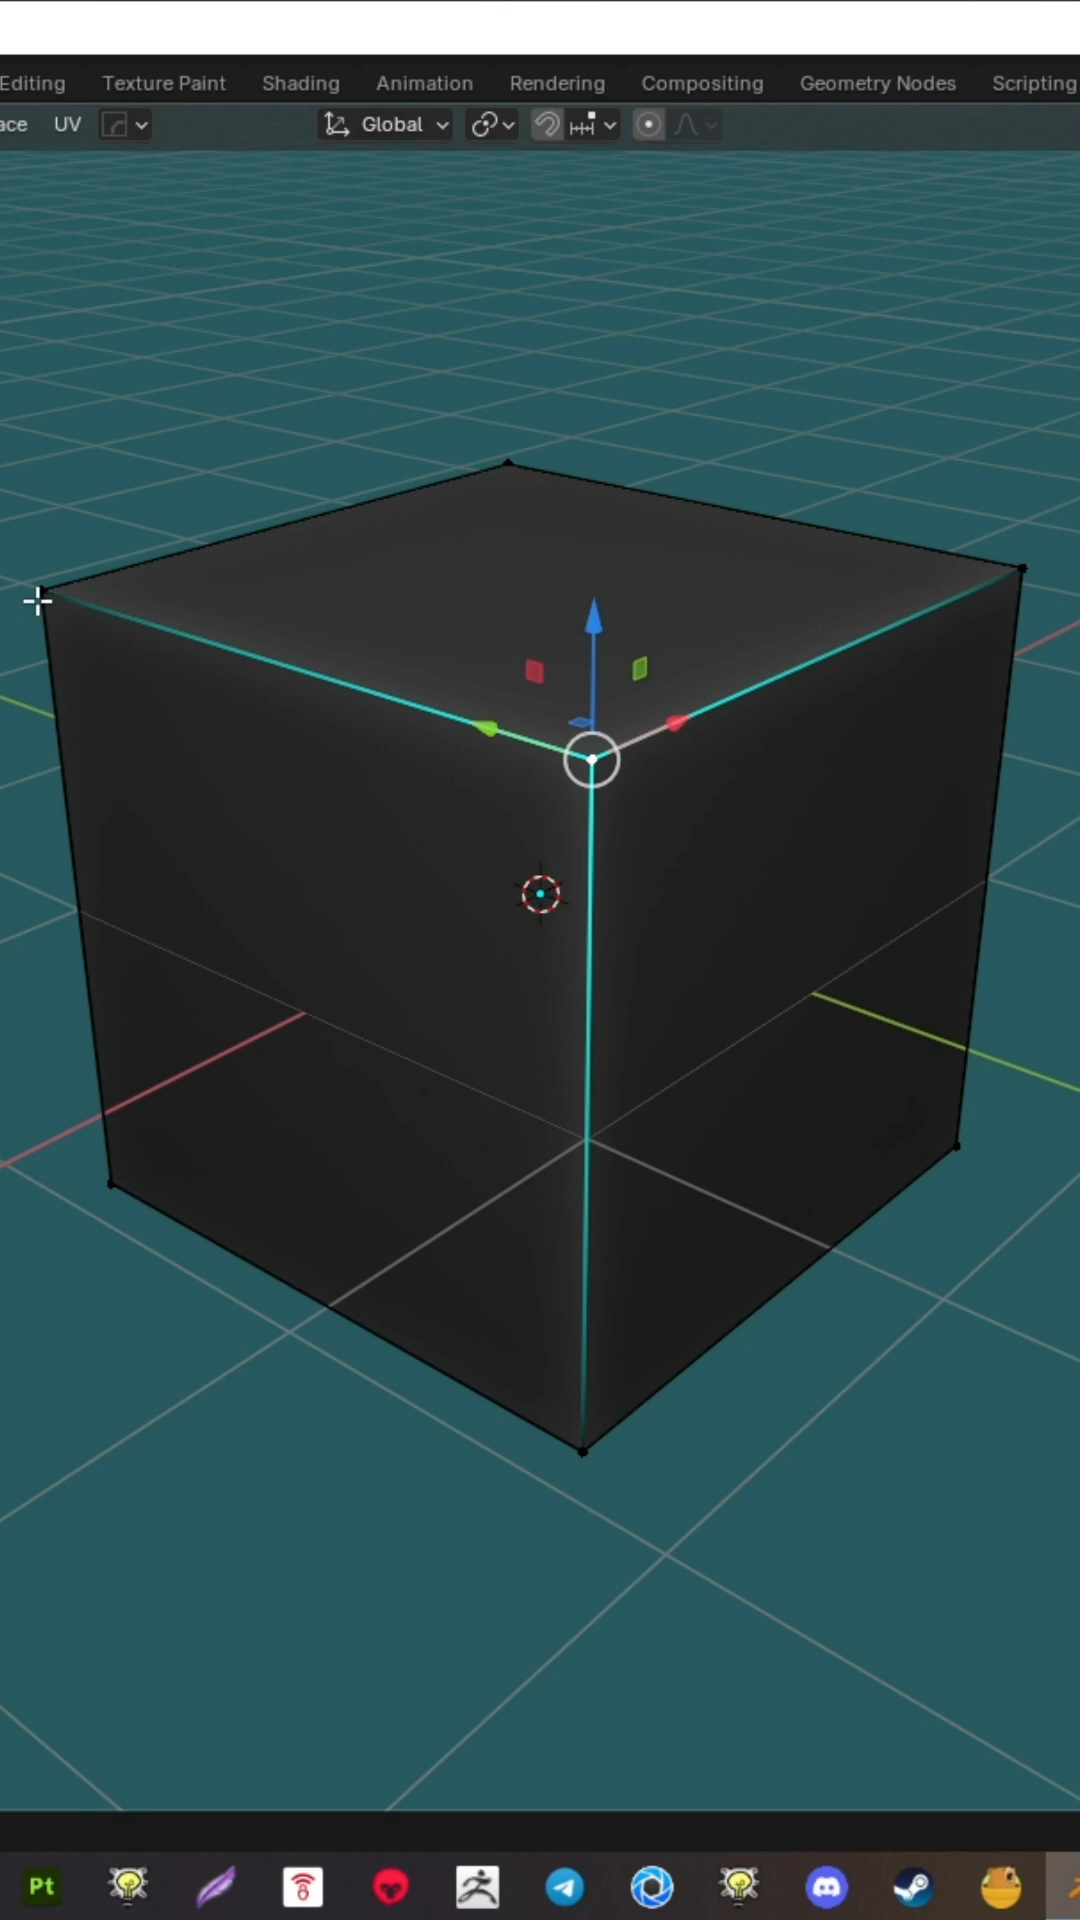 Editing Texture Paint Shading Animation Rendering Compositing Geometry Nodes Scripting
ace UV Global
Pt